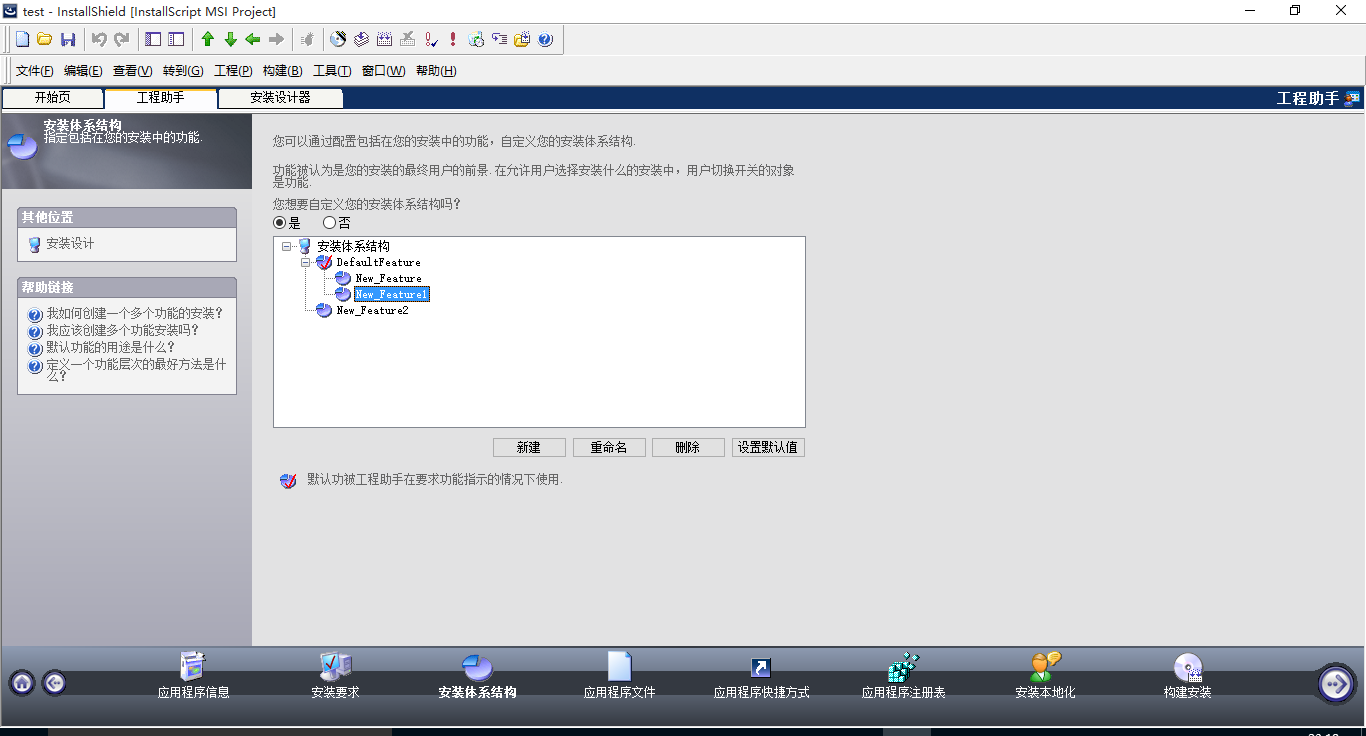 test - InstallShield [InstallScript MSI Project]
文件(F) 编辑(E) 查看(V) 转到(G) 工程(P) 构建(B) 工具(T) 窗口(W) 帮助(H)
开始页 工程助手 安装设计器 工程助手
安装体系结构
指定包括在您的安装中的功能.
其他位置
安装设计
帮助链接
我如何创建一个多个功能的安装?
我应该创建多个功能安装吗?
默认功能的用途是什么?
定义一个功能层次的最好方法是什
么?
您可以通过配置包括在您的安装中的功能，自定义您的安装体系结构.
功能被认为是您的安装的最终用户的前景. 在允许用户选择安装什么的安装中，用户切换开关的对象
是功能.
您想要自定义您的安装体系结构吗?
是 否
安装体系结构
DefaultFeature
New_Feature
New_Feature1
New_Feature2
新建 重命名 删除 设置默认值
默认功被工程助手在要求功能指示的情况下使用.
应用程序信息 安装要求 安装体系结构 应用程序文件 应用程序快捷方式 应用程序注册表 安装本地化 构建安装